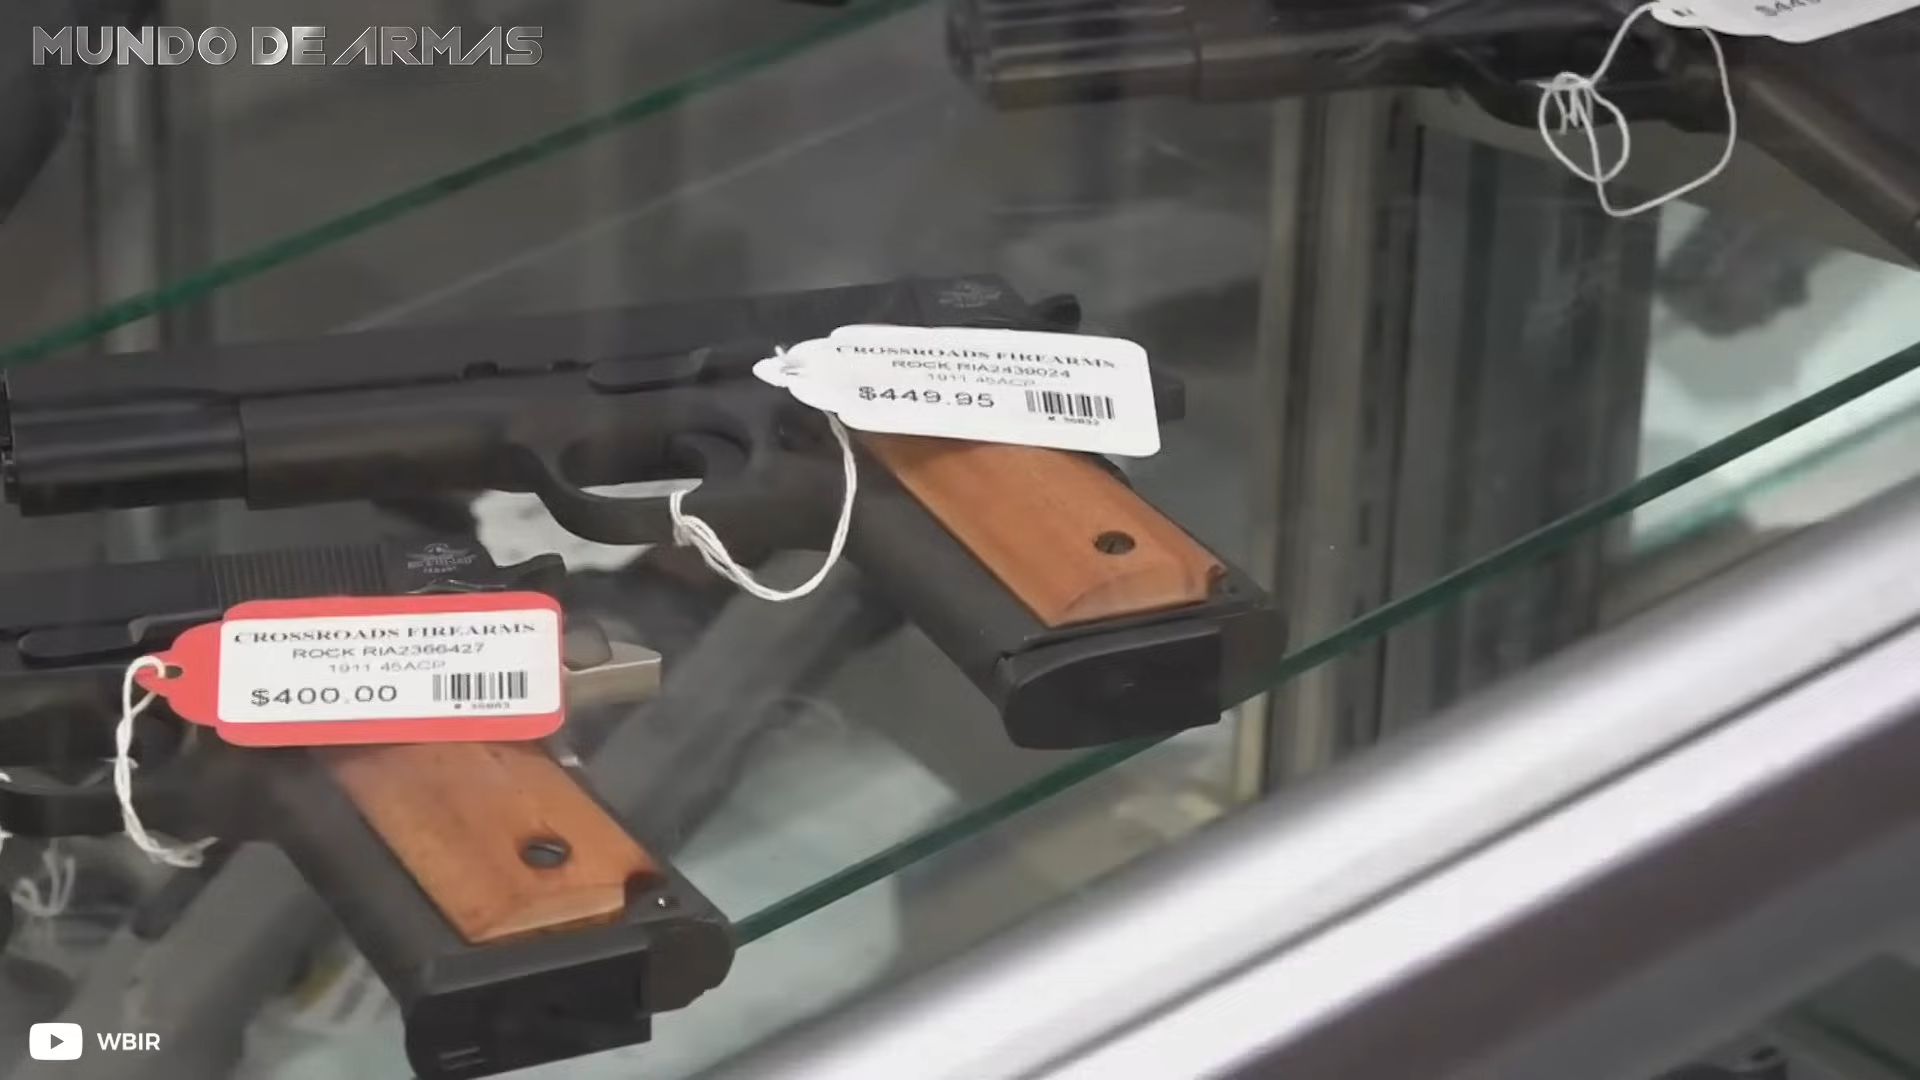 MUNDO DE ARMAS
CROSSROADS FIREARMS
ROCK RIA2439024
1911 45ACP
$449.95
CROSSROADS FIREARMS
ROCK RIA2366427
1911 45ACP
$400.00
WBIR